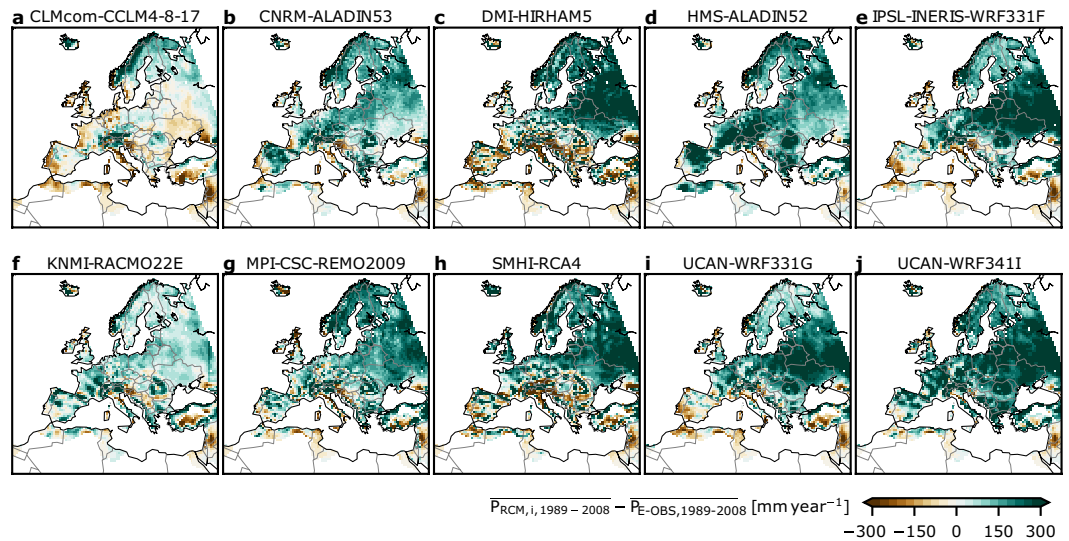 a CLMcom-CCLM4-8-17
b CNRM-ALADIN53
c DMI-HIRHAM5
d HMS-ALADIN52
e IPSL-INERIS-WRF331F
f KNMI-RACMO22E
g MPI-CSC-REMO2009
h SMHI-RCA4
i UCAN-WRF331G
j UCAN-WRF341I
P̅RCM, i, 1989 – 2008 − P̅E-OBS,1989-2008 [mm year⁻¹]
−300 −150 0 150 300